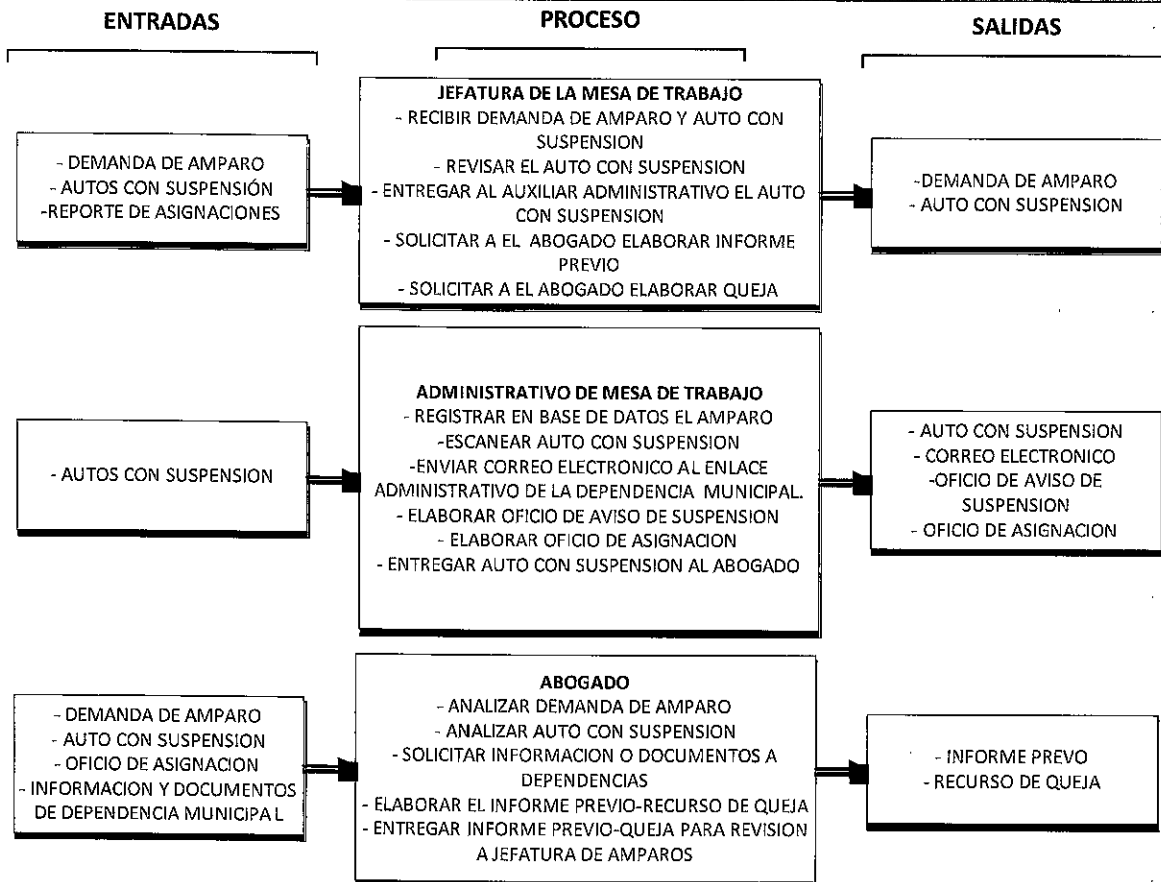 ENTRADAS
PROCESO
SALIDAS
- DEMANDA DE AMPARO
- AUTOS CON SUSPENSIÓN
-REPORTE DE ASIGNACIONES
JEFATURA DE LA MESA DE TRABAJO
- RECIBIR DEMANDA DE AMPARO Y AUTO CON
SUSPENSION
- REVISAR EL AUTO CON SUSPENSION
- ENTREGAR AL AUXILIAR ADMINISTRATIVO EL AUTO
CON SUSPENSION
- SOLICITAR A EL ABOGADO ELABORAR INFORME
PREVIO
- SOLICITAR A EL ABOGADO ELABORAR QUEJA
-DEMANDA DE AMPARO
- AUTO CON SUSPENSION
- AUTOS CON SUSPENSION
ADMINISTRATIVO DE MESA DE TRABAJO
- REGISTRAR EN BASE DE DATOS EL AMPARO
-ESCANEAR AUTO CON SUSPENSION
-ENVIAR CORREO ELECTRONICO AL ENLACE
ADMINISTRATIVO DE LA DEPENDENCIA MUNICIPAL.
- ELABORAR OFICIO DE AVISO DE SUSPENSION
- ELABORAR OFICIO DE ASIGNACION
- ENTREGAR AUTO CON SUSPENSION AL ABOGADO
- AUTO CON SUSPENSION
- CORREO ELECTRONICO
-OFICIO DE AVISO DE
SUSPENSION
- OFICIO DE ASIGNACION
- DEMANDA DE AMPARO
- AUTO CON SUSPENSION
- OFICIO DE ASIGNACION
- INFORMACION Y DOCUMENTOS
DE DEPENDENCIA MUNICIPAL
ABOGADO
- ANALIZAR DEMANDA DE AMPARO
- ANALIZAR AUTO CON SUSPENSION
- SOLICITAR INFORMACION O DOCUMENTOS A
DEPENDENCIAS
- ELABORAR EL INFORME PREVIO-RECURSO DE QUEJA
- ENTREGAR INFORME PREVIO-QUEJA PARA REVISION
A JEFATURA DE AMPAROS
- INFORME PREVO
- RECURSO DE QUEJA